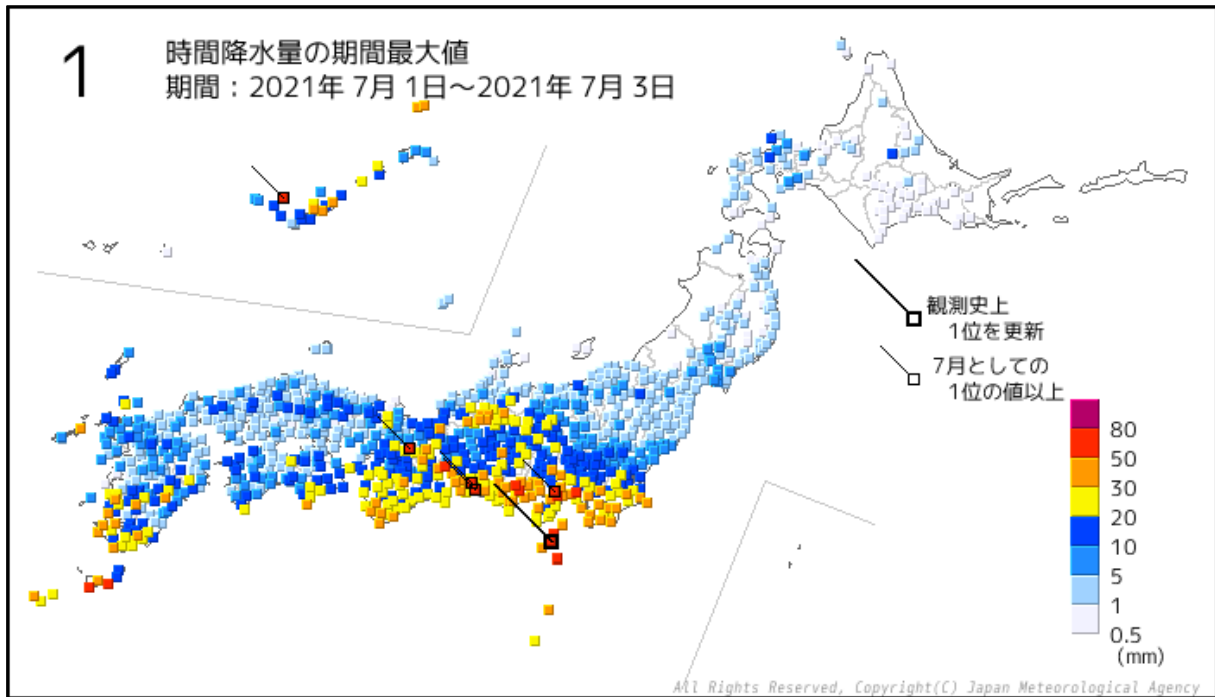 1
時間降水量の期間最大値
期間：2021年 7月 1日～2021年 7月 3日
観測史上
1位を更新
7月としての
1位の値以上
80
50
30
20
10
5
1
0.5
(mm)
All Rights Reserved, Copyright(C) Japan Meteorological Agency